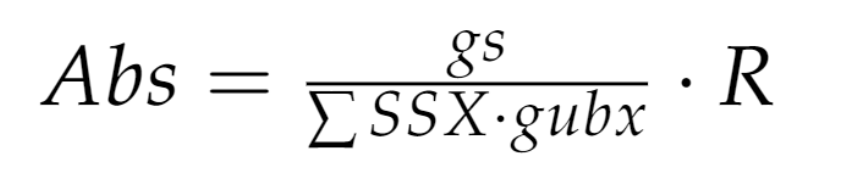 Abs = gs / ∑ SSX·gubx · R